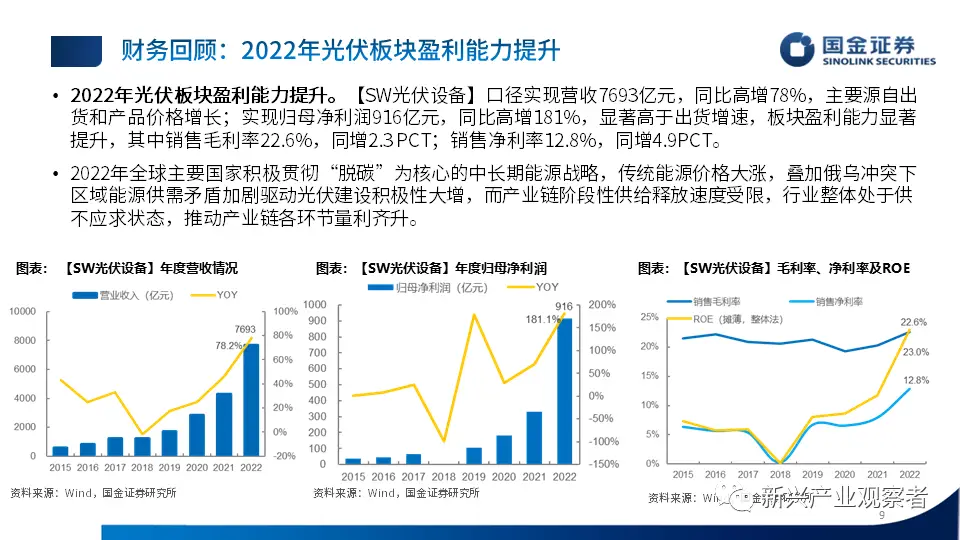 财务回顾：2022年光伏板块盈利能力提升
国金证券
SINOLINK SECURITIES
• 2022年光伏板块盈利能力提升。【SW光伏设备】口径实现营收7693亿元，同比高增78%，主要源自出
货和产品价格增长；实现归母净利润916亿元，同比高增181%，显著高于出货增速，板块盈利能力显著
提升，其中销售毛利率22.6%，同增2.3PCT；销售净利率12.8%，同增4.9PCT。
• 2022年全球主要国家积极贯彻“脱碳”为核心的中长期能源战略，传统能源价格大涨，叠加俄乌冲突下
区域能源供需矛盾加剧驱动光伏建设积极性大增，而产业链阶段性供给释放速度受限，行业整体处于供
不应求状态，推动产业链各环节量利齐升。
图表：【SW光伏设备】年度营收情况
营业收入（亿元） YOY
10000
8000
6000
4000
2000
0
100%
80%
60%
40%
20%
0%
-20%
7693
78.2%
2015 2016 2017 2018 2019 2020 2021 2022
资料来源：Wind，国金证券研究所
图表：【SW光伏设备】年度归母净利润
归母净利润（亿元） YOY
1000
900
800
700
600
500
400
300
200
100
0
200%
150%
100%
50%
0%
-50%
-100%
-150%
916
181.1%
2015 2016 2017 2018 2019 2020 2021 2022
资料来源：Wind，国金证券研究所
图表：【SW光伏设备】毛利率、净利率及ROE
销售毛利率 销售净利率
ROE（摊薄，整体法）
25%
20%
15%
10%
5%
0%
22.6%
23.0%
12.8%
2015 2016 2017 2018 2019 2020 2021 2022
资料来源：Wind，国金证券研究所
新兴产业观察者
9